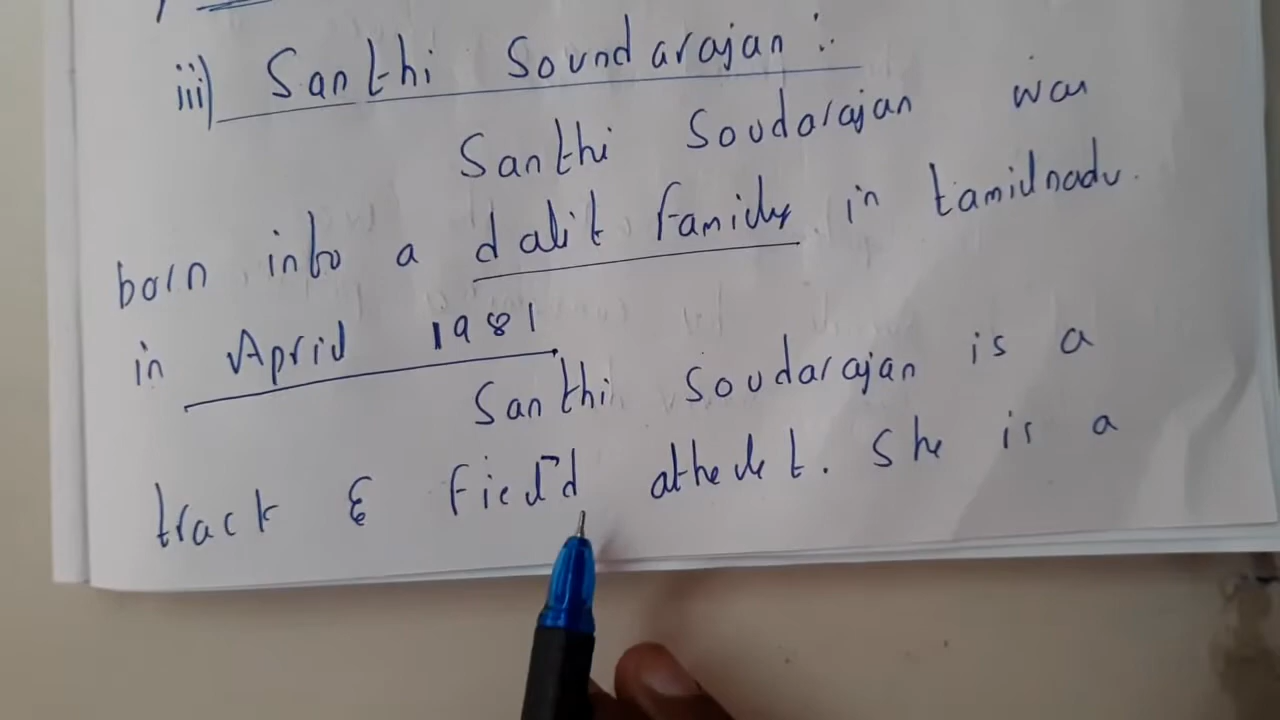 iii) Santhi Soundarajan :
Santhi Soudarajan was
born into a dalit family in tamilnadu.
in April 1981
Santhi Soudarajan is a
track & Field athelet. She is a